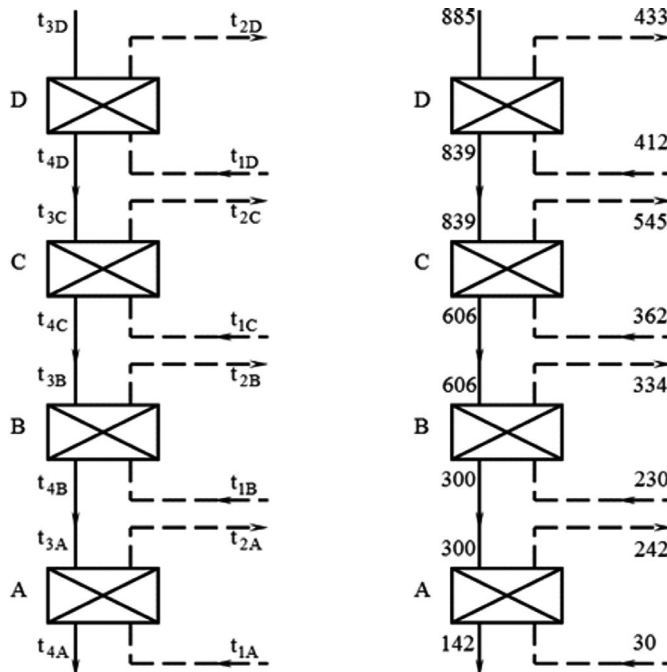 t3D t2D 885 433
D D
t4D t1D 839 412
t3C t2C 839 545
C C
t4C t1C 606 362
t3B t2B 606 334
B B
t4B t1B 300 230
t3A t2A 300 242
A A
t4A t1A 142 30